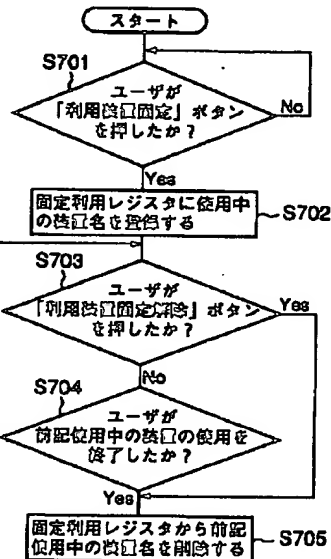 スタート
S701
ユーザが
「利用装置固定」ボタン
を押したか？
No
Yes
固定利用レジスタに使用中
の装置名を登録する
S702
S703
ユーザが
「利用装置固定解除」ボタン
を押したか？
Yes
No
S704
ユーザが
前記使用中の装置の使用を
終了したか？
Yes
固定利用レジスタから前記
使用中の装置名を削除する
S705